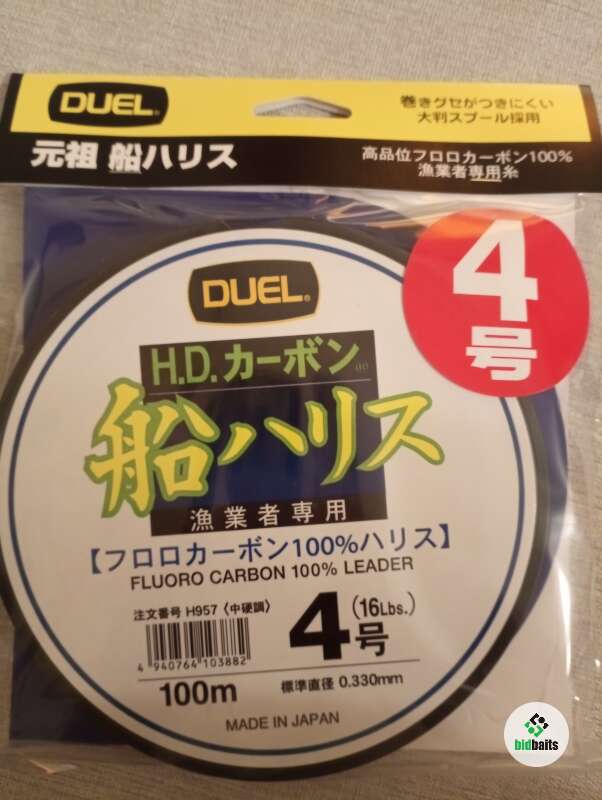 DUEL®
巻きグセがつきにくい
大判スプール採用
元祖 船ハリス
高品位フロロカーボン100%
漁業者専用糸
4
号
DUEL®
H.D.カーボン
船ハリス
漁業者専用
【フロロカーボン100%ハリス】
FLUORO CARBON 100% LEADER
注文番号 H957〈中硬調〉
4号
(16Lbs.)
4 940764 103882
100m
標準直径 0.330mm
MADE IN JAPAN
bidbaits